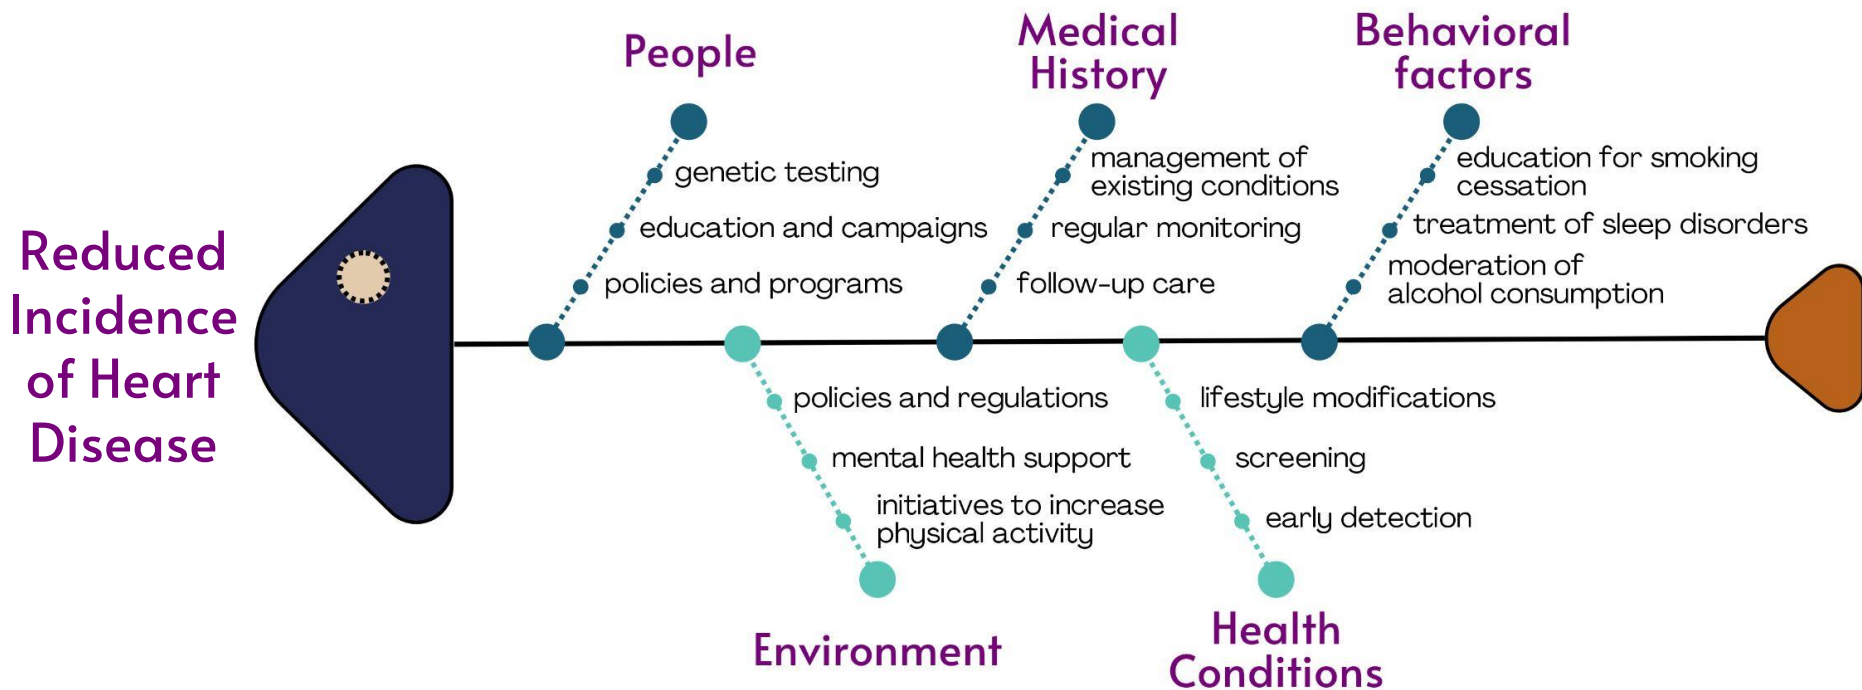 People
Medical
History
Behavioral
factors
genetic testing
education and campaigns
policies and programs
management of
existing conditions
regular monitoring
follow-up care
education for smoking
cessation
treatment of sleep disorders
moderation of
alcohol consumption
Reduced
Incidence
of Heart
Disease
policies and regulations
mental health support
initiatives to increase
physical activity
lifestyle modifications
screening
early detection
Environment
Health
Conditions